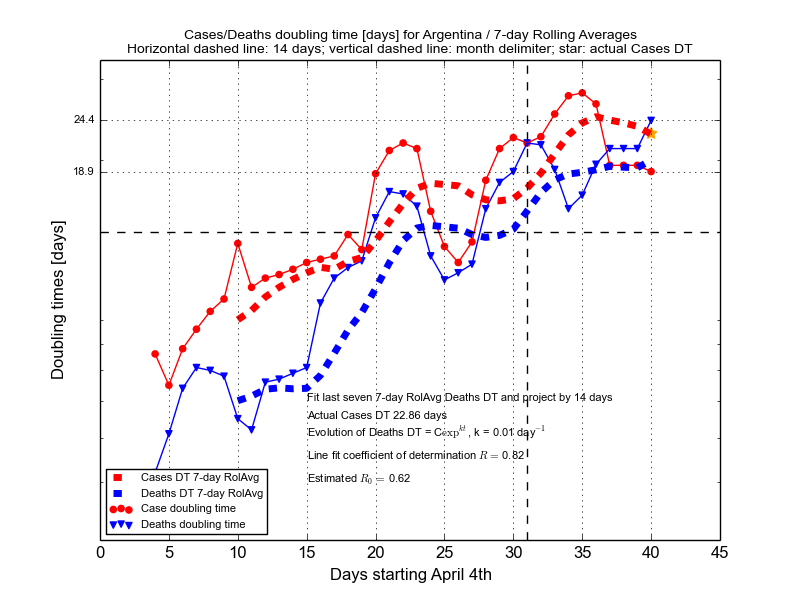 Cases/Deaths doubling time [days] for Argentina / 7-day Rolling Averages
Horizontal dashed line: 14 days; vertical dashed line: month delimiter; star: actual Cases DT
24.4
18.9
Doubling times [days]
Fit last seven 7-day RolAvg Deaths DT and project by 14 days
Actual Cases DT 22.86 days
Evolution of Deaths DT = Cexp^kt, k = 0.01 day^−1
Line fit coefficient of determination R = 0.82
Estimated R_0 = 0.62
Cases DT 7-day RolAvg
Deaths DT 7-day RolAvg
Case doubling time
Deaths doubling time
0 5 10 15 20 25 30 35 40 45
Days starting April 4th